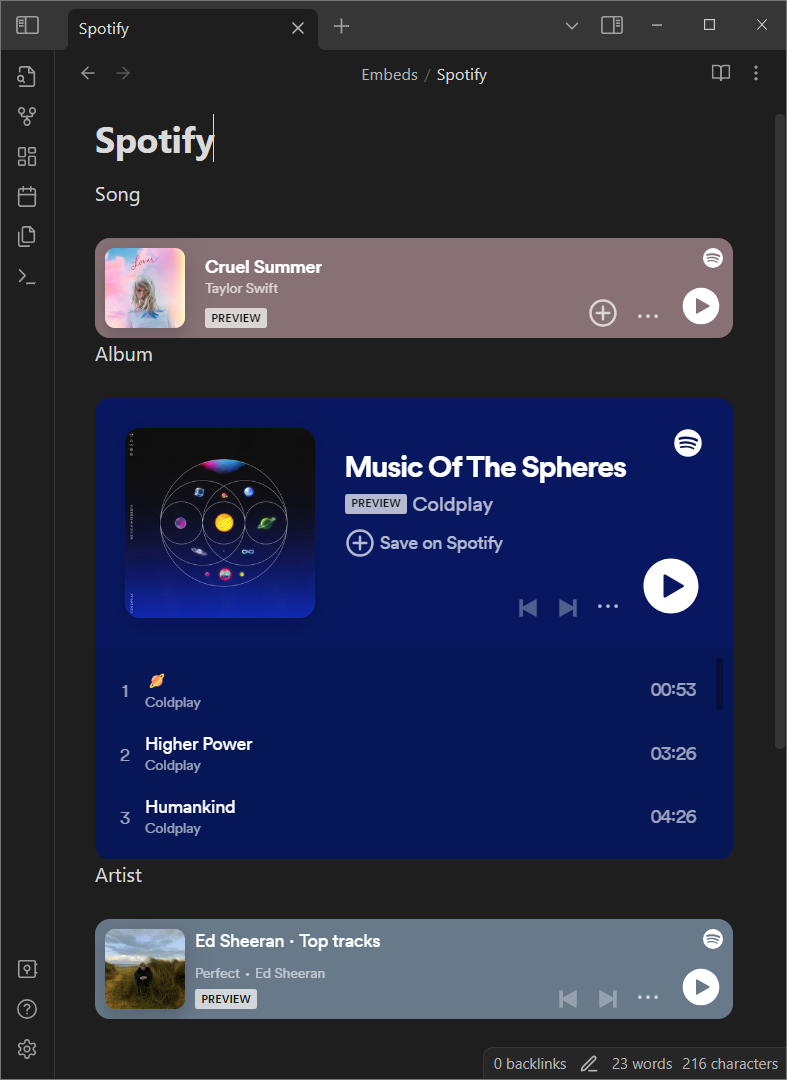 Spotify
Embeds / Spotify
Spotify
Song
Lover
Cruel Summer
Taylor Swift
PREVIEW
Album
Music Of The Spheres
PREVIEW Coldplay
Save on Spotify
1 🪐 00:53
Coldplay
2 Higher Power 03:26
Coldplay
3 Humankind 04:26
Coldplay
Artist
Ed Sheeran · Top tracks
Perfect • Ed Sheeran
PREVIEW
0 backlinks 23 words 216 characters